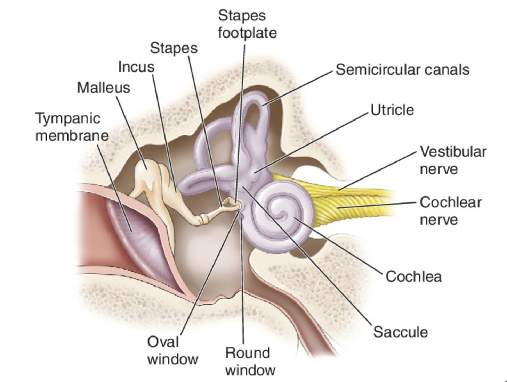 Stapes
footplate
Stapes
Incus
Malleus
Tympanic
membrane
Semicircular canals
Utricle
Vestibular
nerve
Cochlear
nerve
Cochlea
Saccule
Round
window
Oval
window